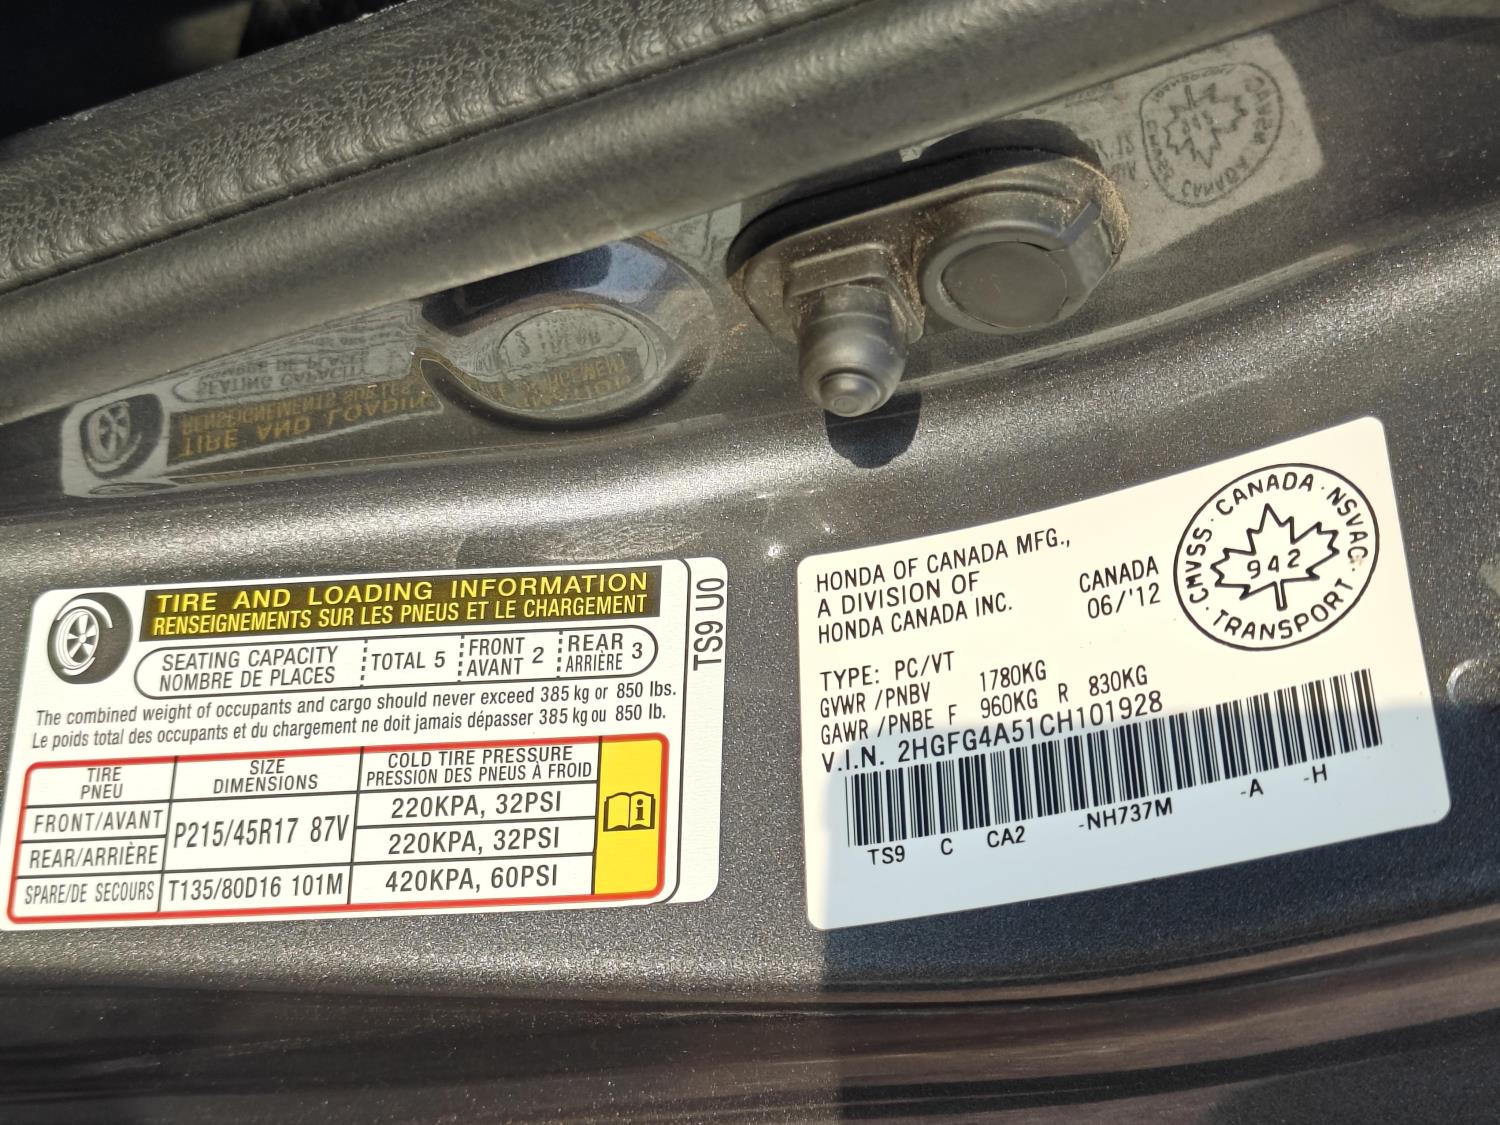 TIRE AND LOADING INFORMATION
RENSEIGNEMENTS SUR LES PNEUS ET LE CHARGEMENT
SEATING CAPACITY
NOMBRE DE PLACES
TOTAL 5
FRONT
AVANT 2
REAR
ARRIÈRE 3
The combined weight of occupants and cargo should never exceed 385 kg or 850 lbs.
Le poids total des occupants et du chargement ne doit jamais dépasser 385 kg ou 850 lb.
TIRE
PNEU
SIZE
DIMENSIONS
COLD TIRE PRESSURE
PRESSION DES PNEUS À FROID
FRONT/AVANT
P215/45R17 87V
220KPA, 32PSI
REAR/ARRIÈRE
220KPA, 32PSI
SPARE/DE SECOURS
T135/80D16 101M
420KPA, 60PSI
TS9 U0
HONDA OF CANADA MFG.,
A DIVISION OF
HONDA CANADA INC.
CANADA
06/'12
CMVSS · CANADA · NSVAC · TRANSPORT ·
942
TYPE: PC/VT
GVWR /PNBV 1780KG
GAWR /PNBE F 960KG R 830KG
V.I.N. 2HGFG4A51CH101928
TS9 C CA2 -NH737M -A -H